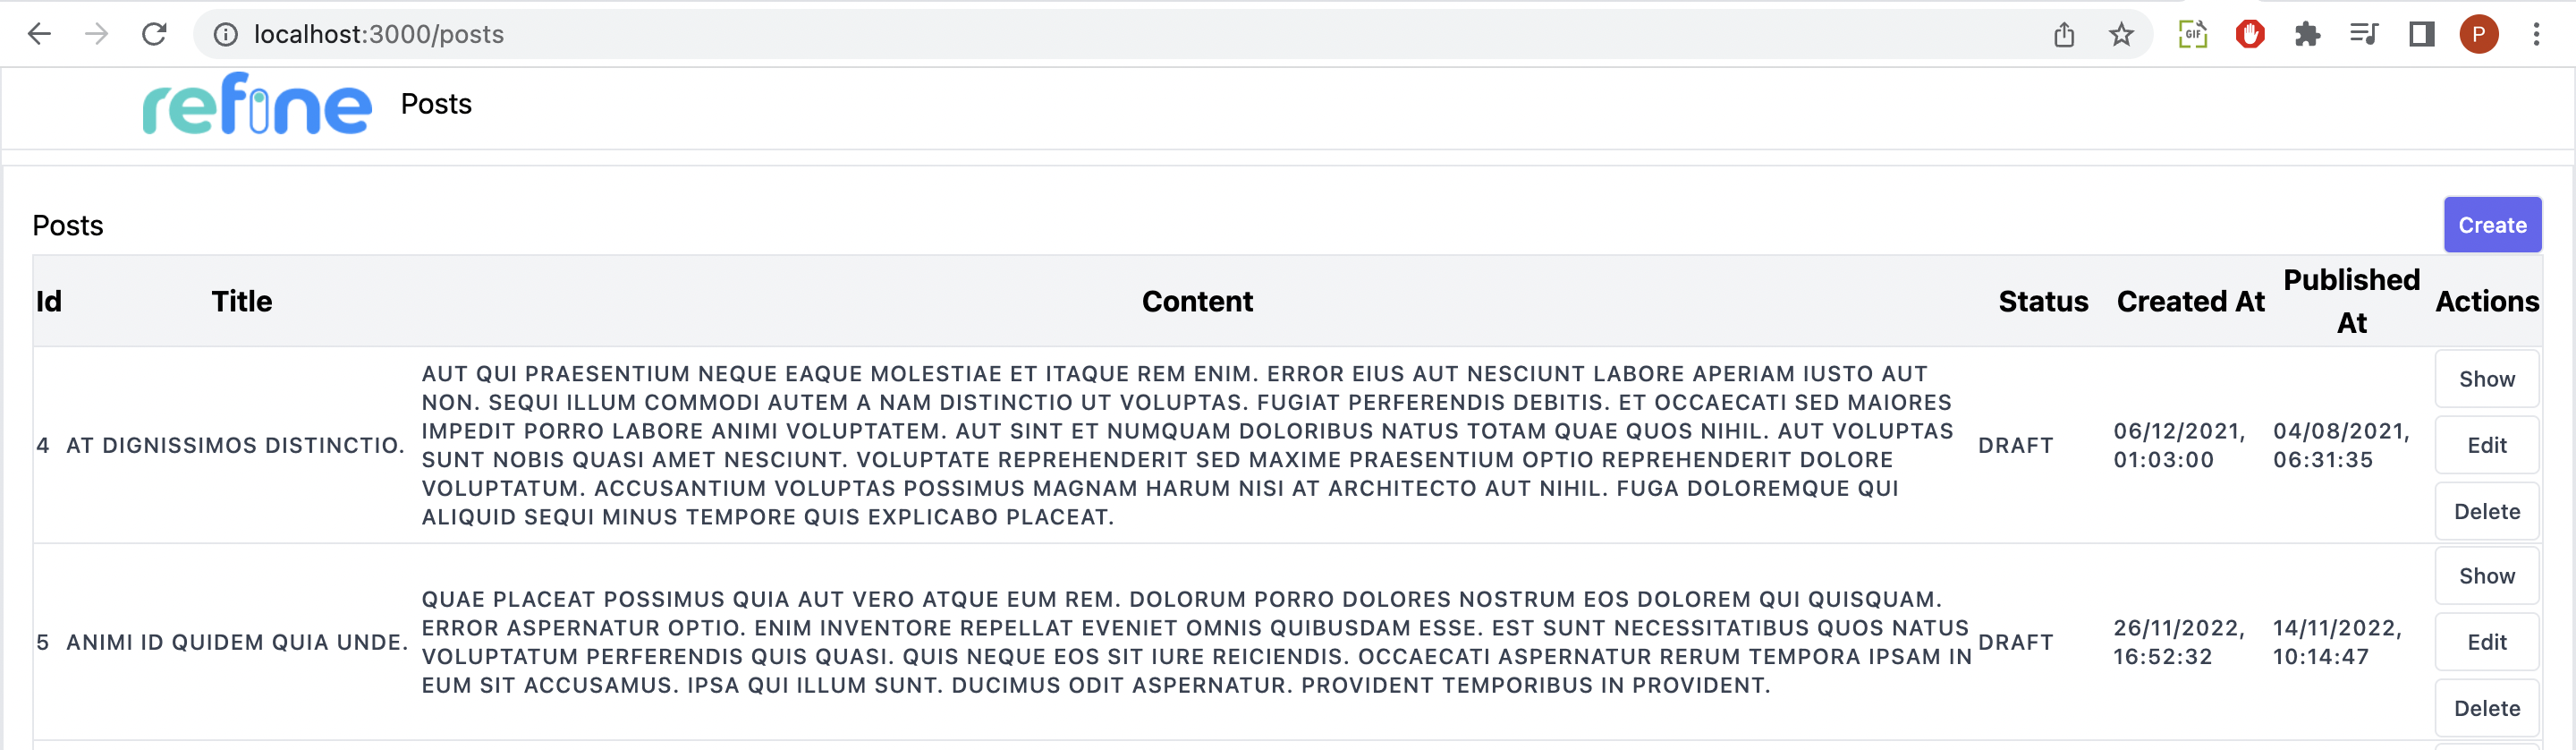 localhost:3000/posts
GIF
P
refine
Posts
Posts
Create
Id
Title
Content
Status
Created At
Published
At
Actions
4
AT DIGNISSIMOS DISTINCTIO.
AUT QUI PRAESENTIUM NEQUE EAQUE MOLESTIAE ET ITAQUE REM ENIM. ERROR EIUS AUT NESCIUNT LABORE APERIAM IUSTO AUT
NON. SEQUI ILLUM COMMODI AUTEM A NAM DISTINCTIO UT VOLUPTAS. FUGIAT PERFERENDIS DEBITIS. ET OCCAECATI SED MAIORES
IMPEDIT PORRO LABORE ANIMI VOLUPTATEM. AUT SINT ET NUMQUAM DOLORIBUS NATUS TOTAM QUAE QUOS NIHIL. AUT VOLUPTAS
SUNT NOBIS QUASI AMET NESCIUNT. VOLUPTATE REPREHENDERIT SED MAXIME PRAESENTIUM OPTIO REPREHENDERIT DOLORE
VOLUPTATUM. ACCUSANTIUM VOLUPTAS POSSIMUS MAGNAM HARUM NISI AT ARCHITECTO AUT NIHIL. FUGA DOLOREMQUE QUI
ALIQUID SEQUI MINUS TEMPORE QUIS EXPLICABO PLACEAT.
DRAFT
06/12/2021,
01:03:00
04/08/2021,
06:31:35
Show
Edit
Delete
5
ANIMI ID QUIDEM QUIA UNDE.
QUAE PLACEAT POSSIMUS QUIA AUT VERO ATQUE EUM REM. DOLORUM PORRO DOLORES NOSTRUM EOS DOLOREM QUI QUISQUAM.
ERROR ASPERNATUR OPTIO. ENIM INVENTORE REPELLAT EVENIET OMNIS QUIBUSDAM ESSE. EST SUNT NECESSITATIBUS QUOS NATUS
VOLUPTATUM PERFERENDIS QUIS QUASI. QUIS NEQUE EOS SIT IURE REICIENDIS. OCCAECATI ASPERNATUR RERUM TEMPORA IPSAM IN
EUM SIT ACCUSAMUS. IPSA QUI ILLUM SUNT. DUCIMUS ODIT ASPERNATUR. PROVIDENT TEMPORIBUS IN PROVIDENT.
DRAFT
26/11/2022,
16:52:32
14/11/2022,
10:14:47
Show
Edit
Delete